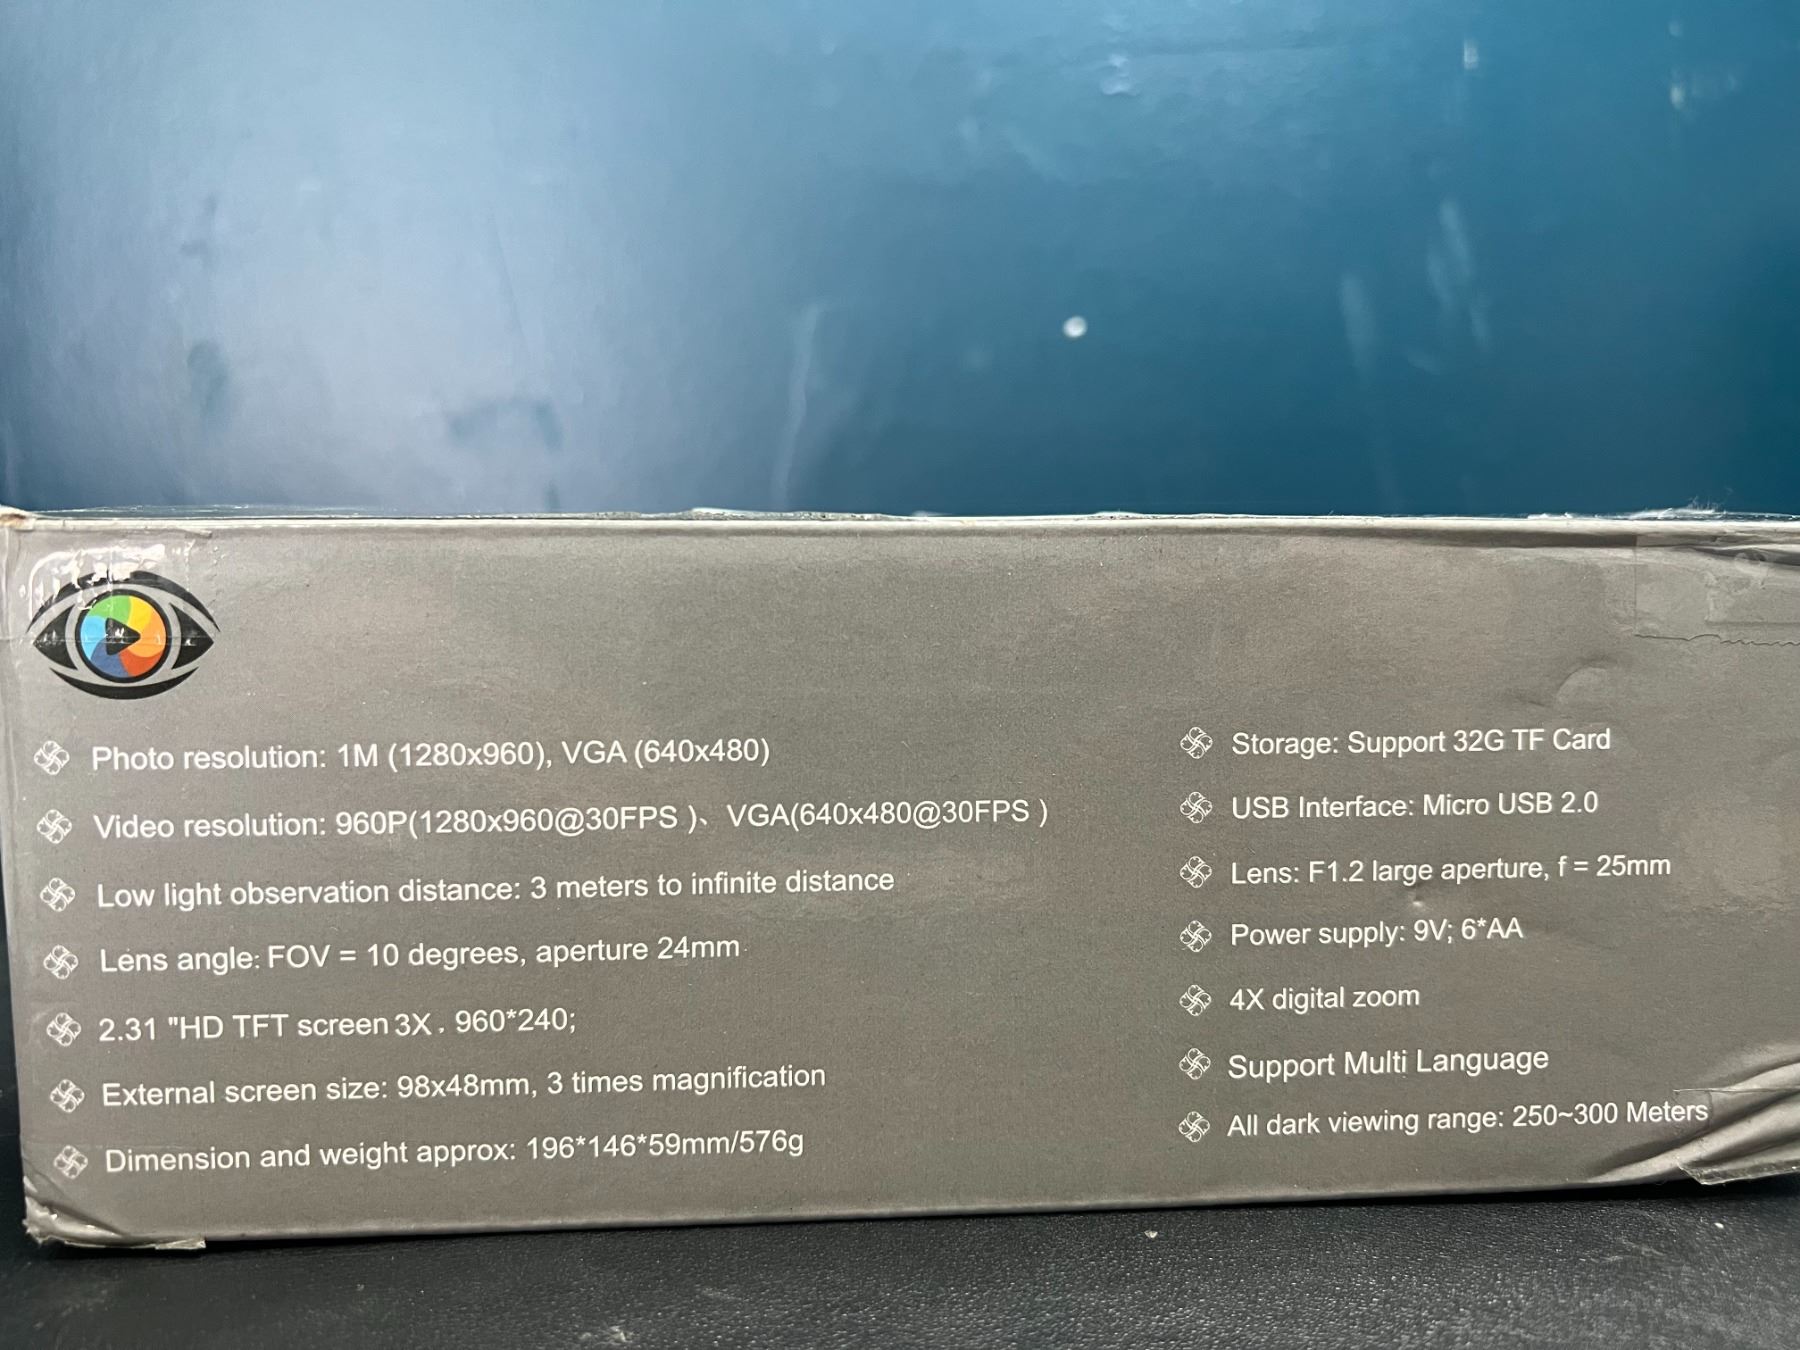 Photo resolution: 1M (1280x960), VGA (640x480)
Video resolution: 960P(1280x960@30FPS )、 VGA(640x480@30FPS )
Low light observation distance: 3 meters to infinite distance
Lens angle: FOV = 10 degrees, aperture 24mm
2.31 "HD TFT screen 3X . 960*240;
External screen size: 98x48mm, 3 times magnification
Dimension and weight approx: 196*146*59mm/576g
Storage: Support 32G TF Card
USB Interface: Micro USB 2.0
Lens: F1.2 large aperture, f = 25mm
Power supply: 9V; 6*AA
4X digital zoom
Support Multi Language
All dark viewing range: 250~300 Meters